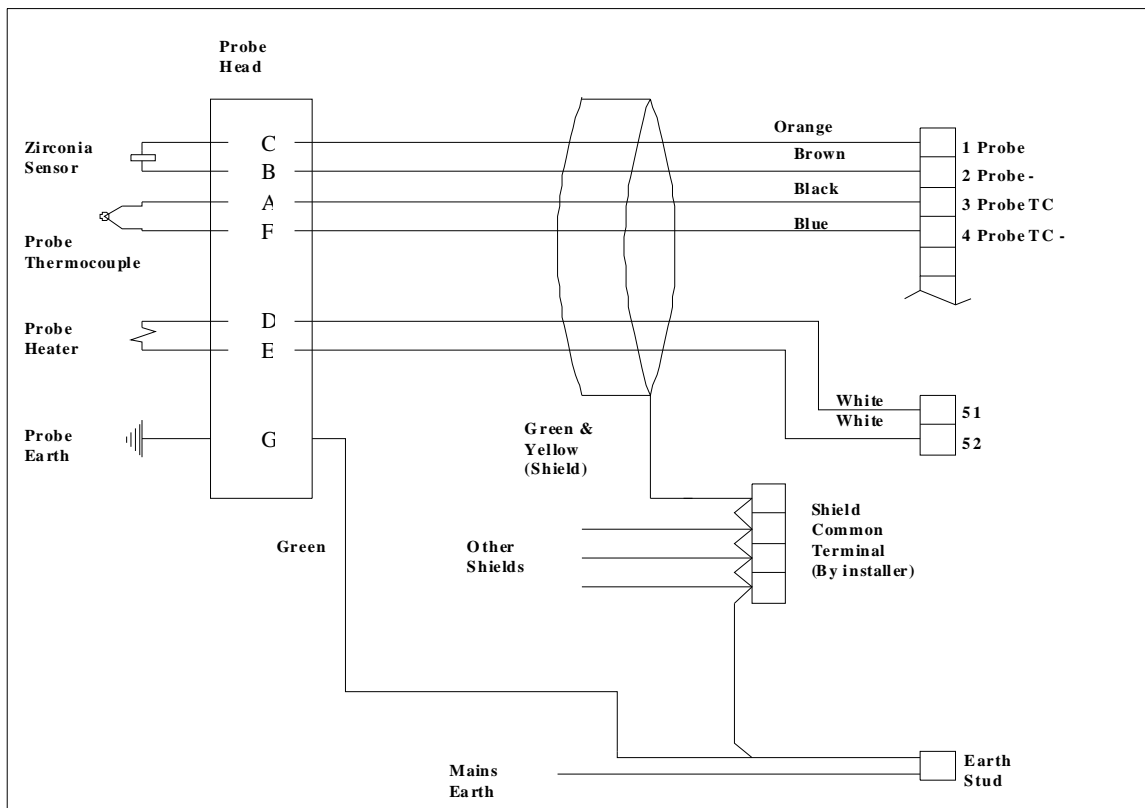 Probe
Head
Zirconia
Sensor
C
B
A
F
Orange
Brown
Black
Blue
1 Probe
2 Probe -
3 Probe TC
4 Probe TC -
Probe
Thermocouple
Probe
Heater
D
E
White
White
51
52
Probe
Earth
G
Green &
Yellow
(Shield)
Green
Other
Shields
Shield
Common
Terminal
(By installer)
Mains
Earth
Earth
Stud